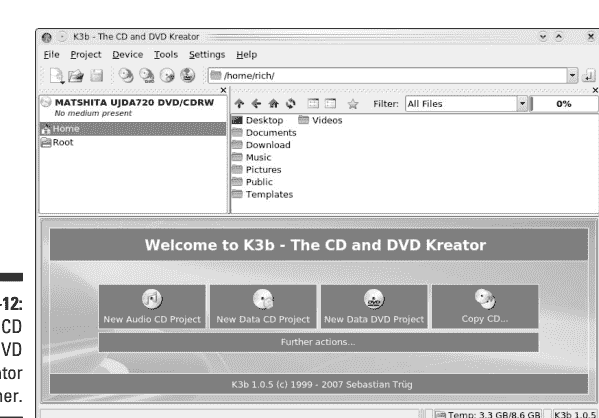 K3b - The CD and DVD Kreator
File Project Device Tools Settings Help
/home/rich/
MATSHITA UJDA720 DVD/CDRW
No medium present
Home
Root
Filter: All Files 0%
Desktop Videos
Documents
Download
Music
Pictures
Public
Templates
Welcome to K3b - The CD and DVD Kreator
New Audio CD Project New Data CD Project New Data DVD Project Copy CD...
Further actions...
K3b 1.0.5 (c) 1999 - 2007 Sebastian Trüg
Temp: 3.3 GB/8.6 GB K3b 1.0.5
-12:
CD
VD
ator
ner.